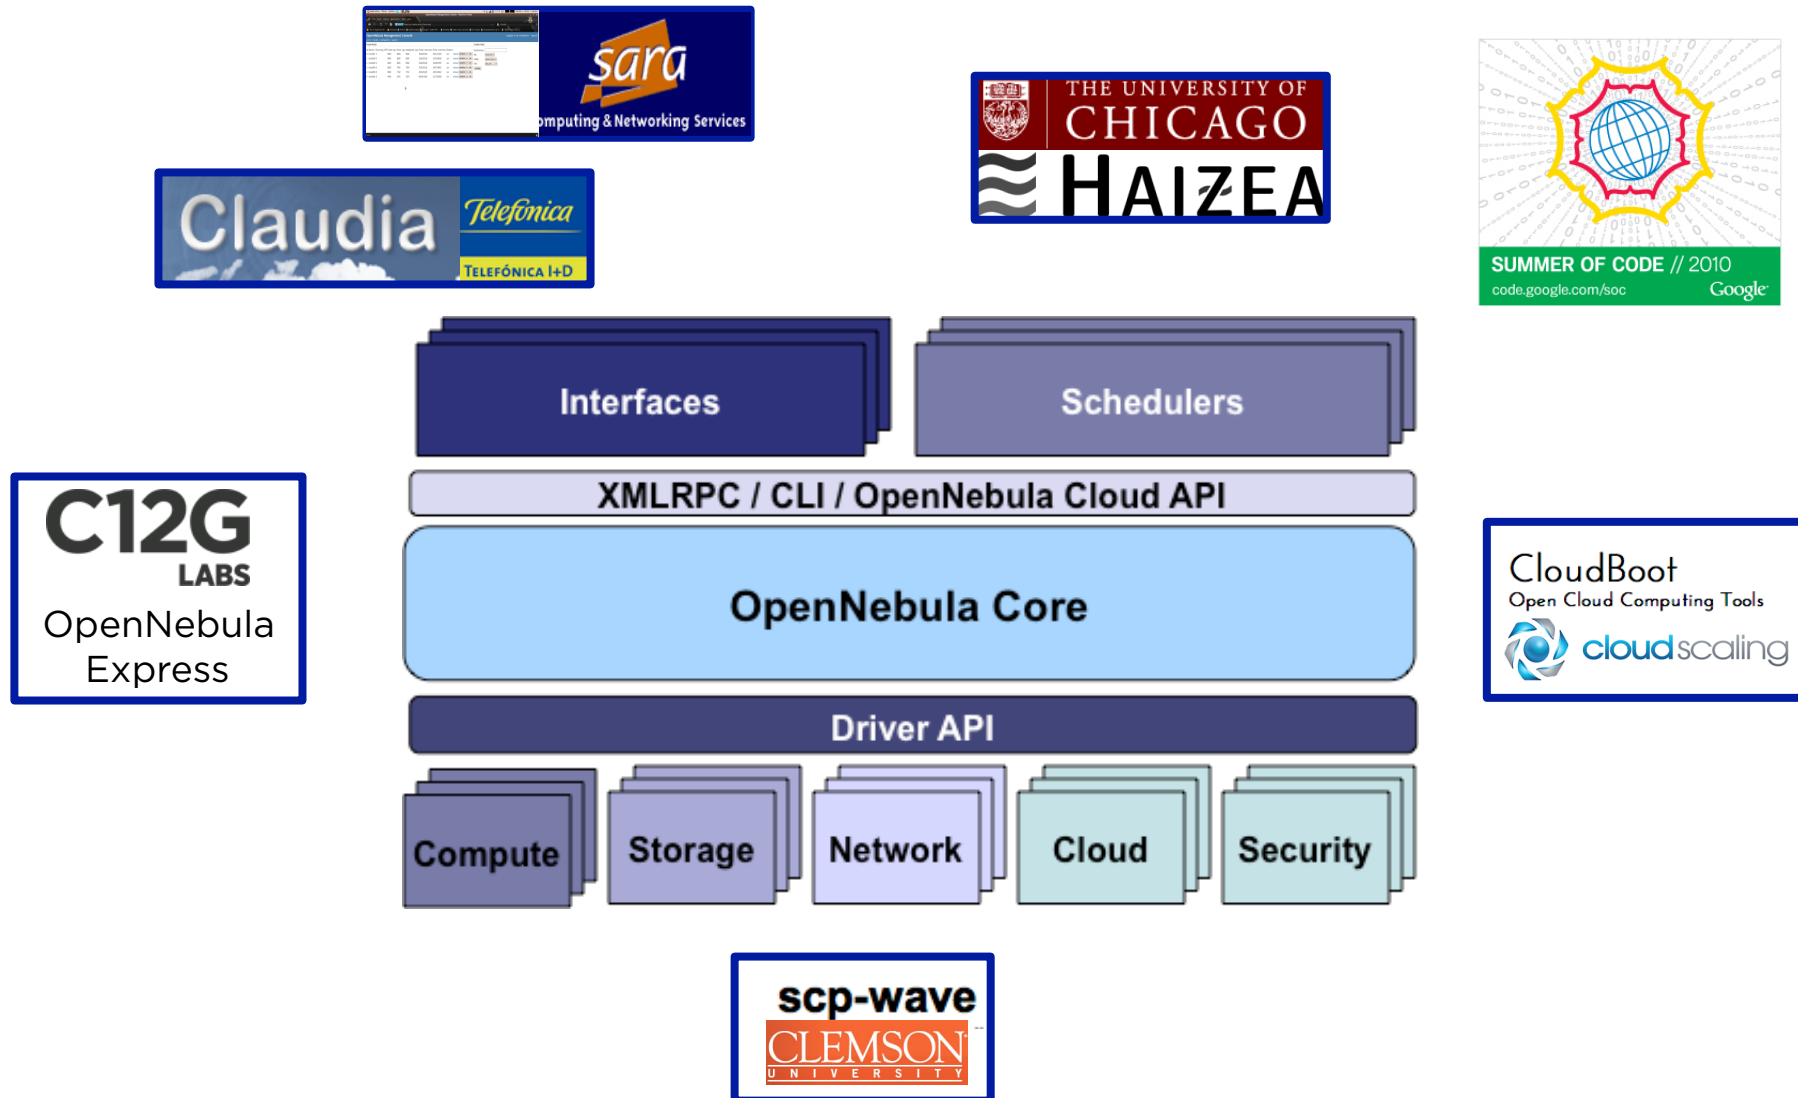 sara
omputing & Networking Services
THE UNIVERSITY OF
CHICAGO
HAIZEA
Claudia
Telefónica
TELEFÓNICA I+D
SUMMER OF CODE // 2010
code.google.com/soc Google
Interfaces
Schedulers
XMLRPC / CLI / OpenNebula Cloud API
OpenNebula Core
C12G
LABS
OpenNebula
Express
CloudBoot
Open Cloud Computing Tools
cloudscaling
Driver API
Compute
Storage
Network
Cloud
Security
scp-wave
CLEMSON
UNIVERSITY